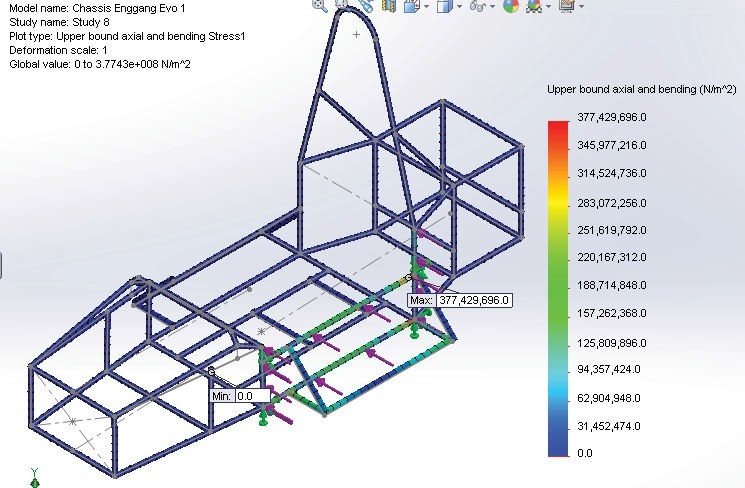 Model name: Chassis Enggang Evo 1
Study name: Study 8
Plot type: Upper bound axial and bending Stress1
Deformation scale: 1
Global value: 0 to 3.7743e+008 N/m^2
Upper bound axial and bending (N/m^2)
377,429,696.0
345,977,216.0
314,524,736.0
283,072,256.0
251,619,792.0
220,167,312.0
188,714,848.0
157,262,368.0
125,809,896.0
94,357,424.0
62,904,948.0
31,452,474.0
0.0
Max: 377,429,696.0
Min: 0.0
Y